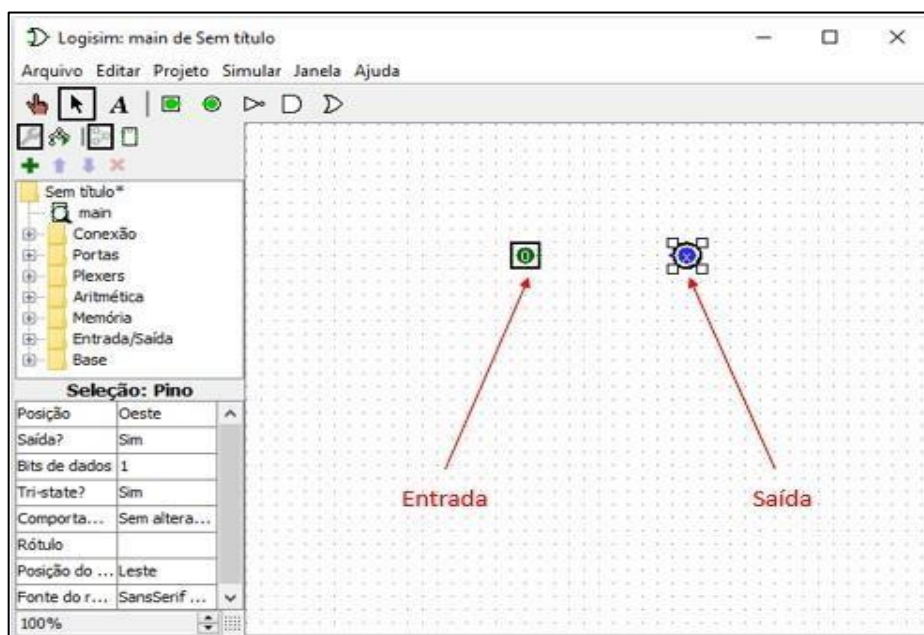 Logisim: main de Sem título
Arquivo Editar Projeto Simular Janela Ajuda
A
Sem título*
main
Conexão
Portas
Plexers
Aritmética
Memória
Entrada/Saída
Base
Seleção: Pino
Posição Oeste
Saída? Sim
Bits de dados 1
Tri-state? Sim
Comporta... Sem altera...
Rótulo
Posição do ... Leste
Fonte do r... SansSerif ...
100%
0
x
Entrada
Saída